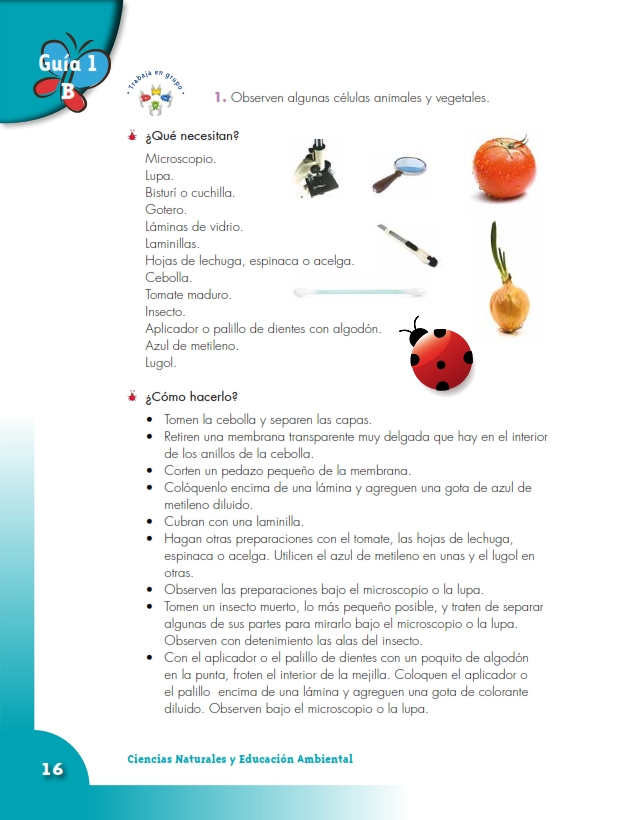 Guía 1
B
• Trabaja en grupo •
1. Observen algunas células animales y vegetales.
¿Qué necesitan?
Microscopio.
Lupa.
Bisturí o cuchilla.
Gotero.
Láminas de vidrio.
Laminillas.
Hojas de lechuga, espinaca o acelga.
Cebolla.
Tomate maduro.
Insecto.
Aplicador o palillo de dientes con algodón.
Azul de metileno.
Lugol.
¿Cómo hacerlo?
• Tomen la cebolla y separen las capas.
• Retiren una membrana transparente muy delgada que hay en el interior
de los anillos de la cebolla.
• Corten un pedazo pequeño de la membrana.
• Colóquenlo encima de una lámina y agreguen una gota de azul de
metileno diluido.
• Cubran con una laminilla.
• Hagan otras preparaciones con el tomate, las hojas de lechuga,
espinaca o acelga. Utilicen el azul de metileno en unas y el lugol en
otras.
• Observen las preparaciones bajo el microscopio o la lupa.
• Tomen un insecto muerto, lo más pequeño posible, y traten de separar
algunas de sus partes para mirarlo bajo el microscopio o la lupa.
Observen con detenimiento las alas del insecto.
• Con el aplicador o el palillo de dientes con un poquito de algodón
en la punta, froten el interior de la mejilla. Coloquen el aplicador o
el palillo encima de una lámina y agreguen una gota de colorante
diluido. Observen bajo el microscopio o la lupa.
16
Ciencias Naturales y Educación Ambiental